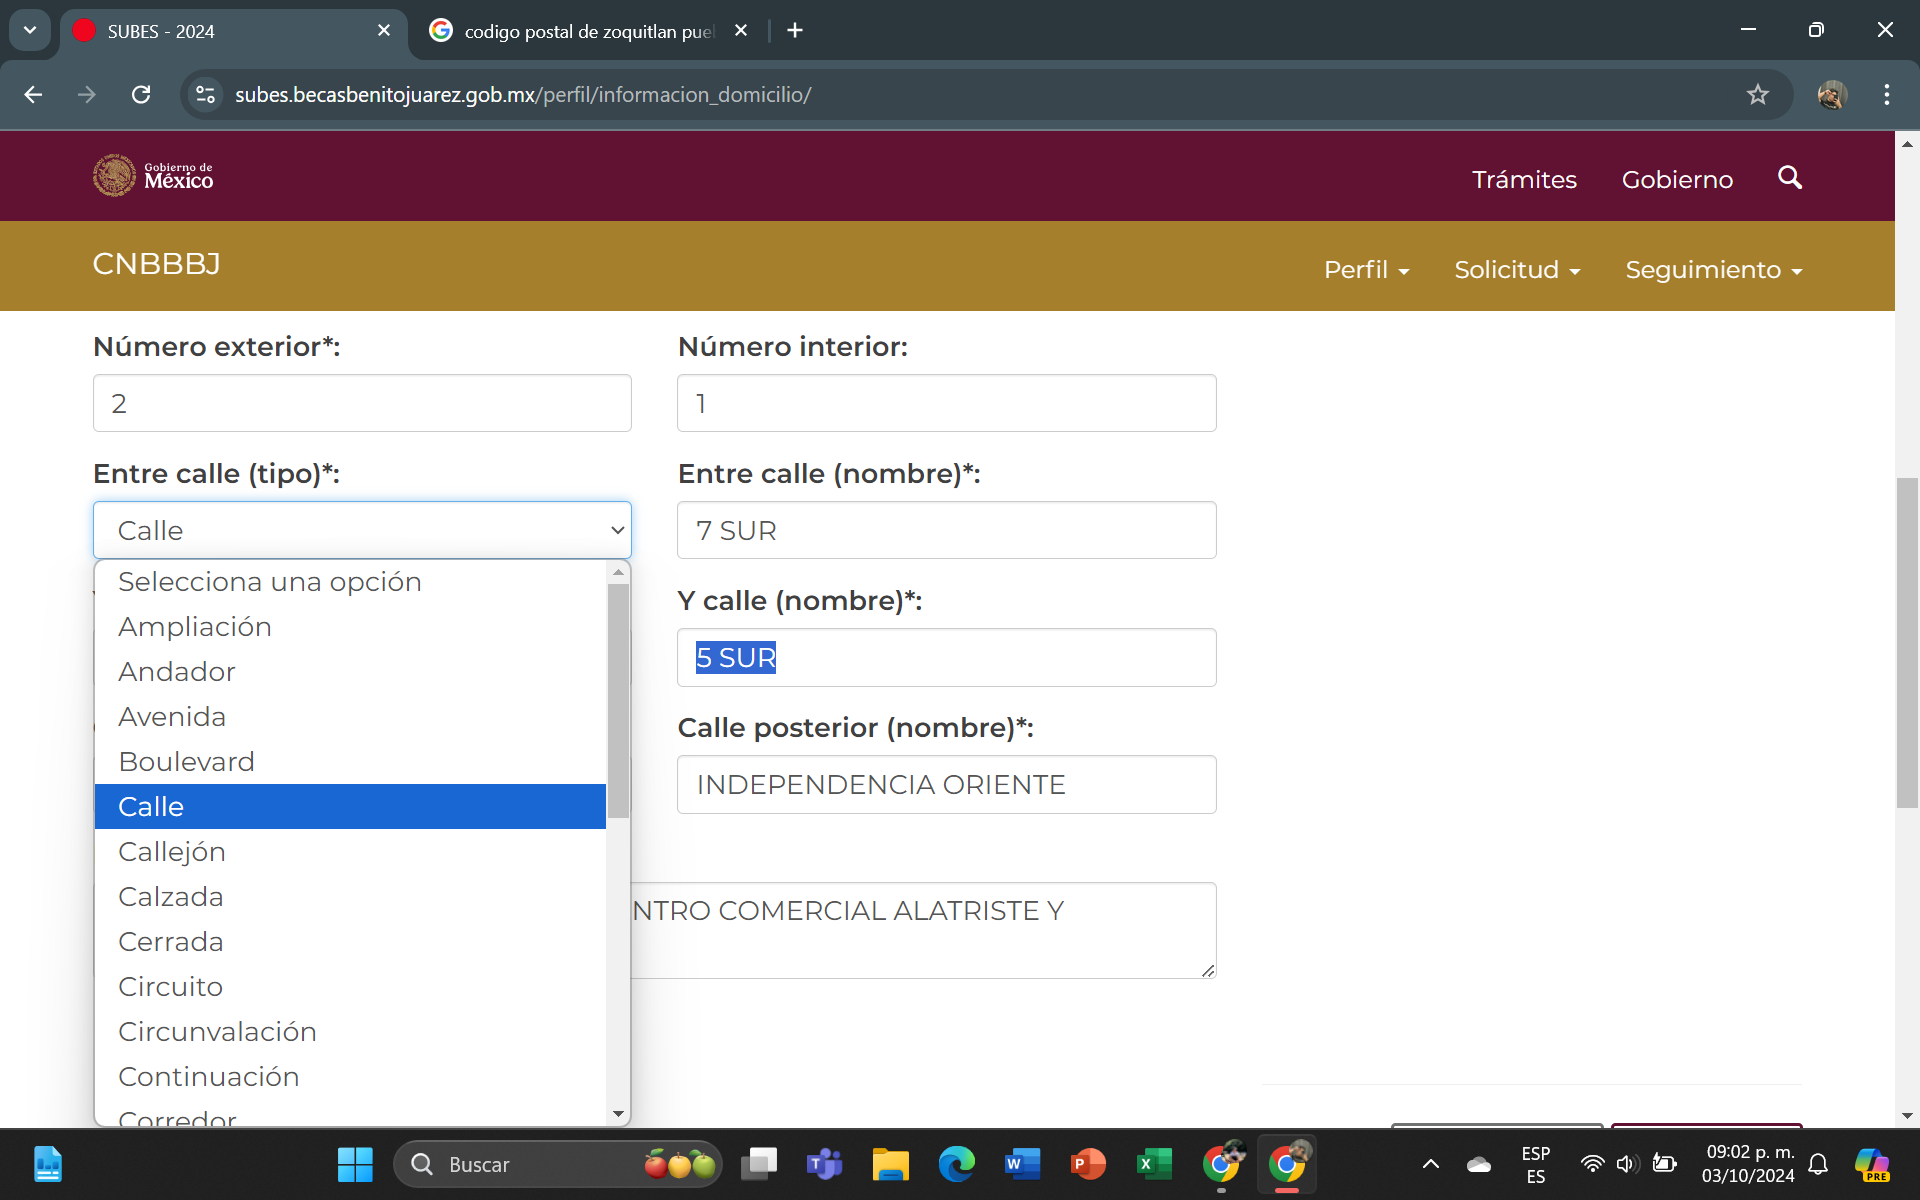 SUBES - 2024
codigo postal de zoquitlan pue
subes.becasbenitojuarez.gob.mx/perfil/informacion_domicilio/
Gobierno de
México
Trámites
Gobierno
CNBBBJ
Perfil
Solicitud
Seguimiento
Número exterior*:
Número interior:
2
1
Entre calle (tipo)*:
Entre calle (nombre)*:
Calle
7 SUR
Selecciona una opción
Ampliación
Andador
Avenida
Boulevard
Calle
Callejón
Calzada
Cerrada
Circuito
Circunvalación
Continuación
Corredor
Y calle (nombre)*:
5 SUR
Calle posterior (nombre)*:
INDEPENDENCIA ORIENTE
NTRO COMERCIAL ALATRISTE Y
Buscar
ESP
ES
09:02 p. m.
03/10/2024
PRE